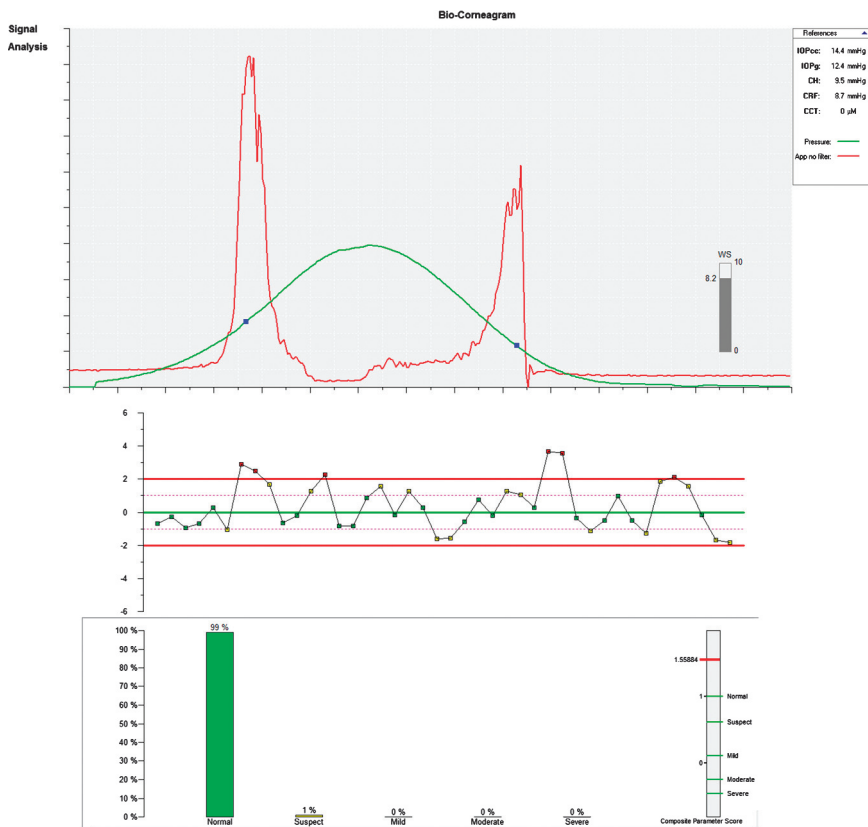 Bio-Corneagram
Signal
Analysis
References
IOPcc: 14.4 mmHg
IOPg: 12.4 mmHg
CH: 9.5 mmHg
CRF: 8.7 mmHg
CCT: 0 µM
Pressure:
App no filter:
WS
10
8.2
0
6
4
2
0
-2
-4
-6
100 %
90 %
80 %
70 %
60 %
50 %
40 %
30 %
20 %
10 %
0 %
99 %
1 %
0 %
0 %
0 %
Normal
Suspect
Mild
Moderate
Severe
1.55884
1
0
Normal
Suspect
Mild
Moderate
Severe
Composite Parameter Score